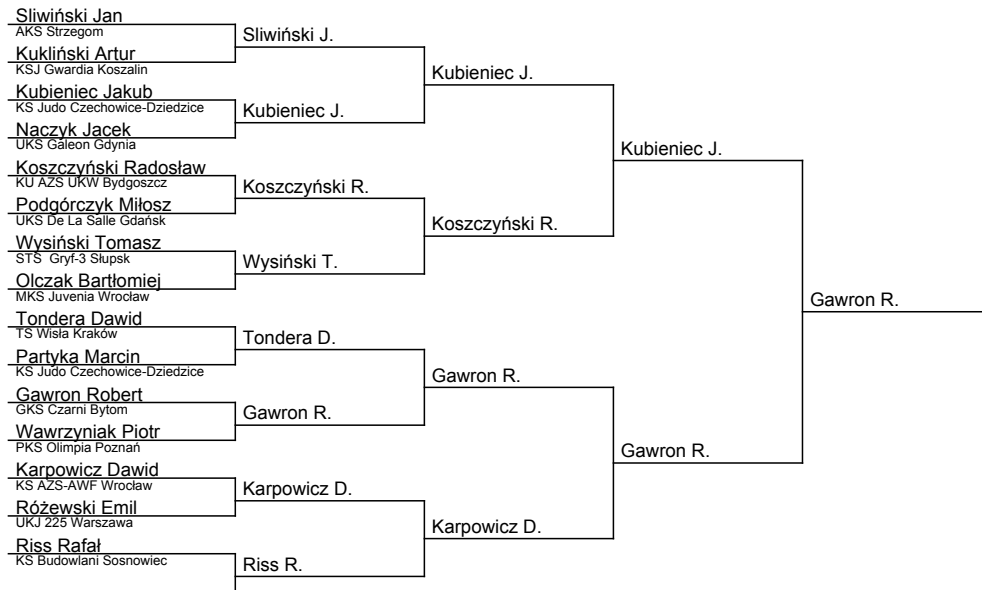 Sliwiński Jan
AKS Strzegom
Kukliński Artur
KSJ Gwardia Koszalin
Kubieniec Jakub
KS Judo Czechowice-Dziedzice
Naczyk Jacek
UKS Galeon Gdynia
Koszczyński Radosław
KU AZS UKW Bydgoszcz
Podgórczyk Miłosz
UKS De La Salle Gdańsk
Wysiński Tomasz
STS Gryf-3 Słupsk
Olczak Bartłomiej
MKS Juvenia Wrocław
Tondera Dawid
TS Wisła Kraków
Partyka Marcin
KS Judo Czechowice-Dziedzice
Gawron Robert
GKS Czarni Bytom
Wawrzyniak Piotr
PKS Olimpia Poznań
Karpowicz Dawid
KS AZS-AWF Wrocław
Różewski Emil
UKJ 225 Warszawa
Riss Rafał
KS Budowlani Sosnowiec
Sliwiński J.
Kubieniec J.
Koszczyński R.
Wysiński T.
Tondera D.
Gawron R.
Karpowicz D.
Riss R.
Kubieniec J.
Koszczyński R.
Gawron R.
Karpowicz D.
Kubieniec J.
Gawron R.
Gawron R.